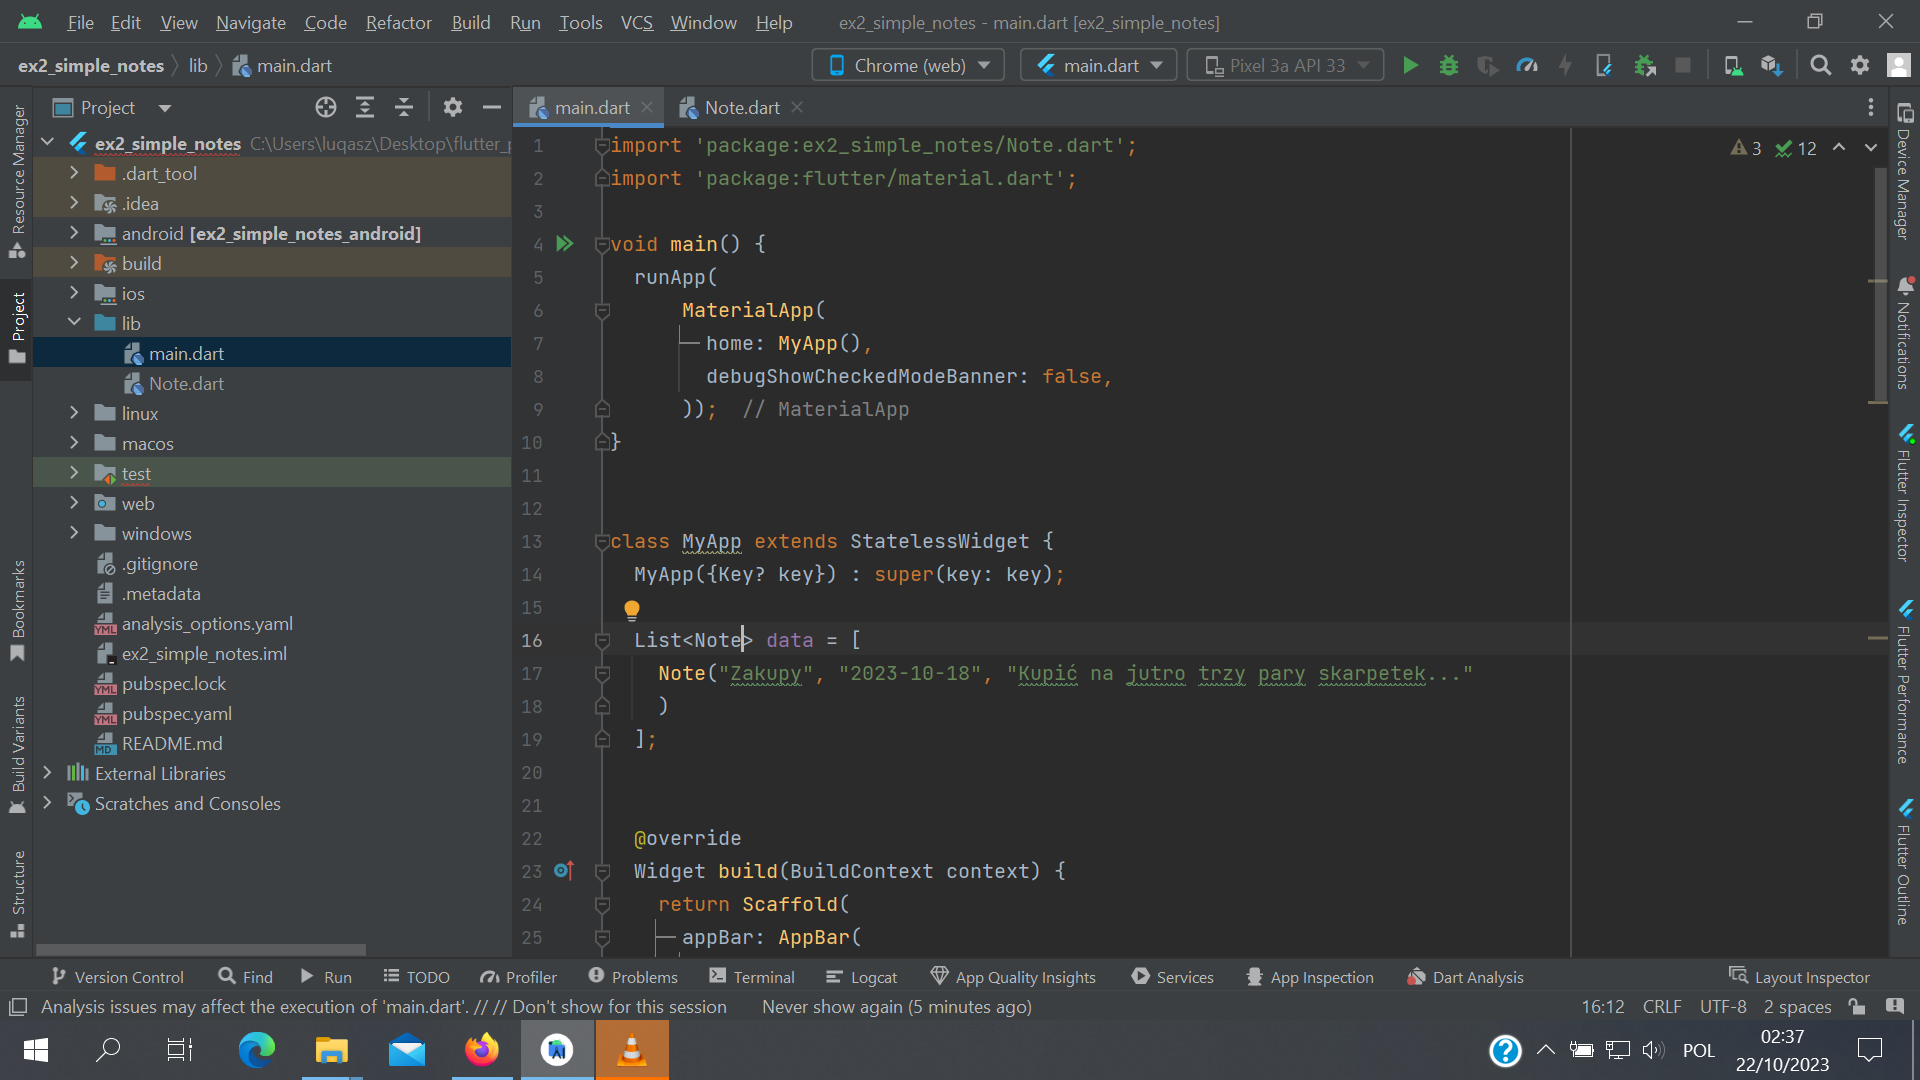 File Edit View Navigate Code Refactor Build Run Tools VCS Window Help ex2_simple_notes - main.dart [ex2_simple_notes]
ex2_simple_notes lib main.dart Chrome (web) main.dart Pixel 3a API 33
Project main.dart Note.dart
Resource Manager
Project
Bookmarks
Build Variants
Structure
ex2_simple_notes C:\Users\luqasz\Desktop\flutter_p
.dart_tool
.idea
android [ex2_simple_notes_android]
build
ios
lib
main.dart
Note.dart
linux
macos
test
web
windows
.gitignore
.metadata
analysis_options.yaml
ex2_simple_notes.iml
pubspec.lock
pubspec.yaml
README.md
External Libraries
Scratches and Consoles
1 import 'package:ex2_simple_notes/Note.dart';
2 import 'package:flutter/material.dart';
3
4 void main() {
5 runApp(
6 MaterialApp(
7 home: MyApp(),
8 debugShowCheckedModeBanner: false,
9 )); // MaterialApp
10 }
11
12
13 class MyApp extends StatelessWidget {
14 MyApp({Key? key}) : super(key: key);
15
16 List<Note> data = [
17 Note("Zakupy", "2023-10-18", "Kupić na jutro trzy pary skarpetek..."
18 )
19 ];
20
21
22 @override
23 Widget build(BuildContext context) {
24 return Scaffold(
25 appBar: AppBar(
3 12
Device Manager
Notifications
Flutter Inspector
Flutter Performance
Flutter Outline
Version Control Find Run TODO Profiler Problems Terminal Logcat App Quality Insights Services App Inspection Dart Analysis Layout Inspector
Analysis issues may affect the execution of 'main.dart'. // // Don't show for this session Never show again (5 minutes ago) 16:12 CRLF UTF-8 2 spaces
POL 02:37
22/10/2023